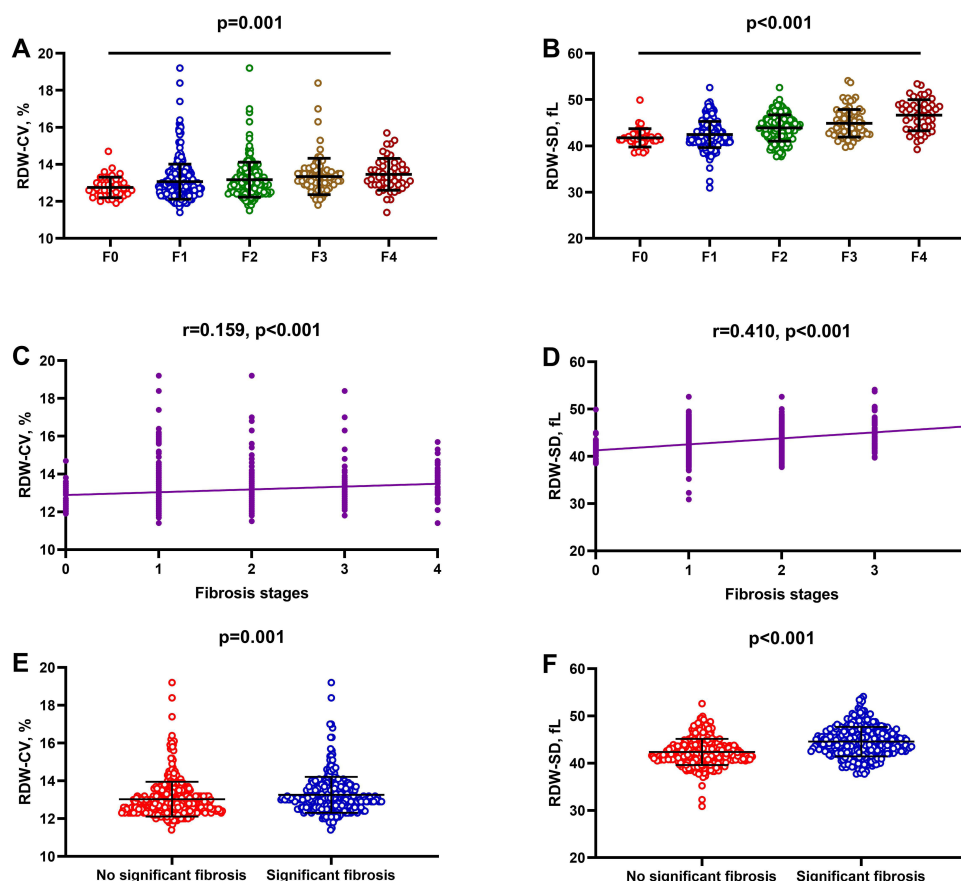 p=0.001
A
RDW-CV, %
20
18
16
14
12
10
F0 F1 F2 F3 F4
p<0.001
B
RDW-SD, fL
60
50
40
30
20
F0 F1 F2 F3 F4
r=0.159, p<0.001
C
RDW-CV, %
20
18
16
14
12
10
0 1 2 3 4
Fibrosis stages
r=0.410, p<0.001
D
RDW-SD, fL
60
50
40
30
20
0 1 2 3
Fibrosis stages
p=0.001
E
RDW-CV, %
20
18
16
14
12
10
No significant fibrosis Significant fibrosis
p<0.001
F
RDW-SD, fL
60
50
40
30
20
No significant fibrosis Significant fibrosis